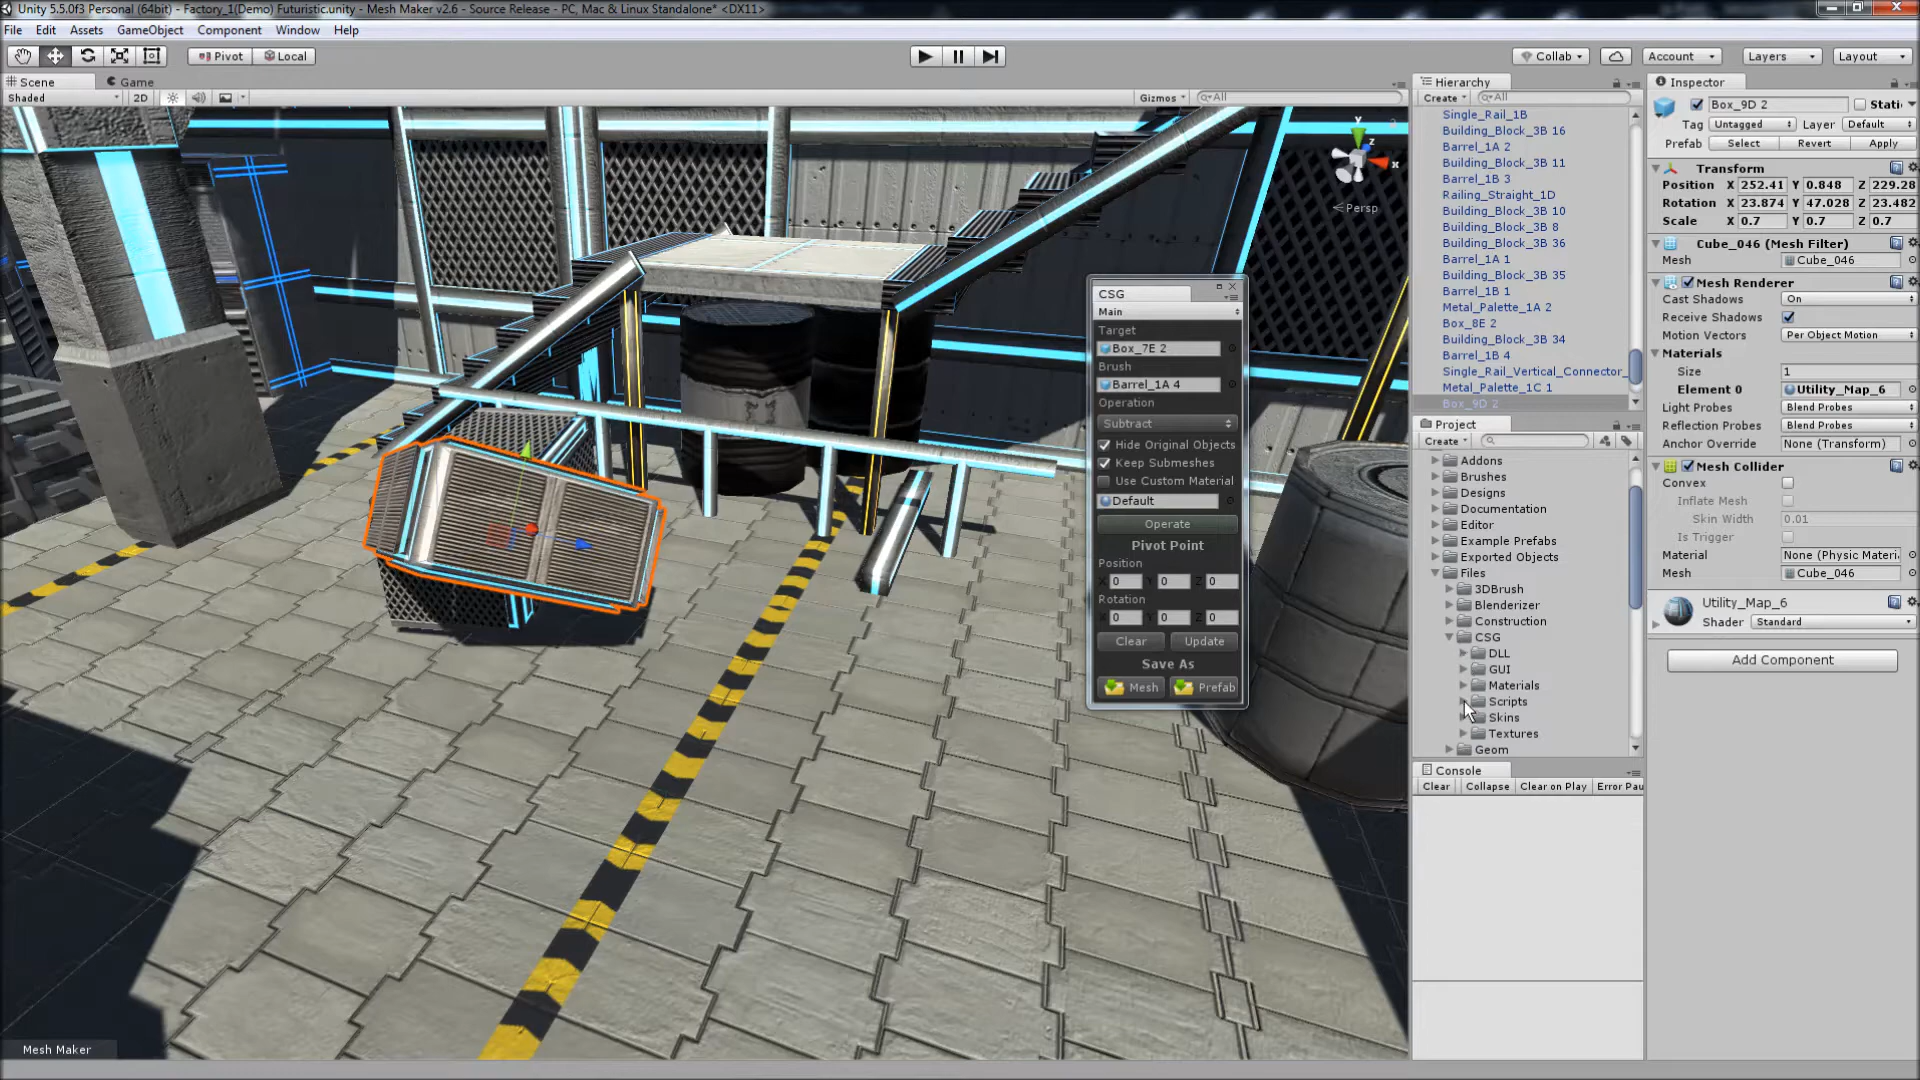 Unity 5.5.0f3 Personal (64bit) - Factory_1(Demo) Futuristic.unity - Mesh Maker v2.6 - Source Release - PC, Mac & Linux Standalone* <DX11>
File Edit Assets GameObject Component Window Help
Pivot Local Collab Account Layers Layout
Scene Game
Shaded 2D Gizmos All
Y
Z
X
Persp
CSG
Main
Target
Box_7E 2
Brush
Barrel_1A 4
Operation
Subtract
Hide Original Objects
Keep Submeshes
Use Custom Material
Default
Operate
Pivot Point
Position
X 0 Y 0 Z 0
Rotation
X 0 Y 0 Z 0
Clear Update
Save As
Mesh Prefab
Mesh Maker
Hierarchy
Create All
Single_Rail_1B
Building_Block_3B 16
Barrel_1A 2
Building_Block_3B 11
Barrel_1B 3
Railing_Straight_1D
Building_Block_3B 10
Building_Block_3B 8
Building_Block_3B 36
Barrel_1A 1
Building_Block_3B 35
Barrel_1B 1
Metal_Palette_1A 2
Box_8E 2
Building_Block_3B 34
Barrel_1B 4
Single_Rail_Vertical_Connector_
Metal_Palette_1C 1
Box_9D 2
Project
Create
Addons
Brushes
Designs
Documentation
Editor
Example Prefabs
Exported Objects
Files
3DBrush
Blenderizer
Construction
CSG
DLL
GUI
Materials
Scripts
Skins
Textures
Geom
Console
Clear Collapse Clear on Play Error Pau
Inspector
Box_9D 2 Stati
Tag Untagged Layer Default
Prefab Select Revert Apply
Transform
Position X 252.41 Y 0.848 Z 229.28
Rotation X 23.874 Y 47.028 Z 23.482
Scale X 0.7 Y 0.7 Z 0.7
Cube_046 (Mesh Filter)
Mesh Cube_046
Mesh Renderer
Cast Shadows On
Receive Shadows
Motion Vectors Per Object Motion
Materials
Size 1
Element 0 Utility_Map_6
Light Probes Blend Probes
Reflection Probes Blend Probes
Anchor Override None (Transform)
Mesh Collider
Convex
Inflate Mesh
Skin Width 0.01
Is Trigger
Material None (Physic Materi
Mesh Cube_046
Utility_Map_6
Shader Standard
Add Component